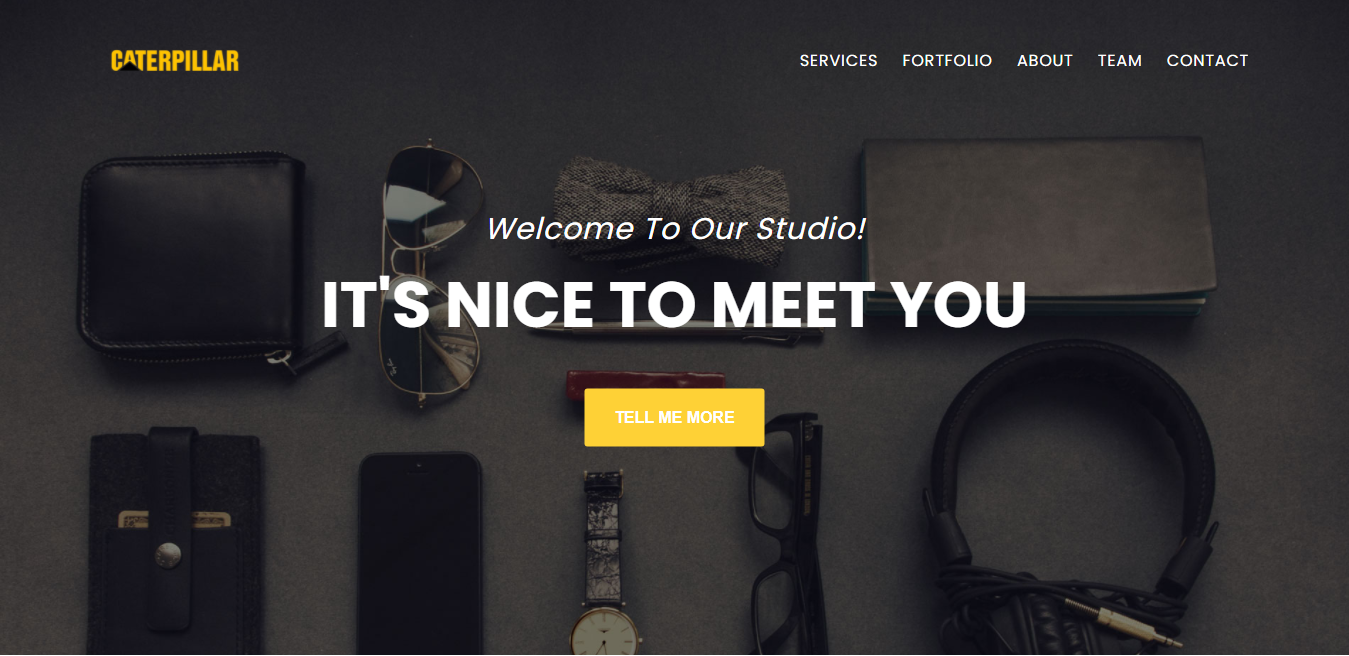 CATERPILLAR
SERVICES FORTFOLIO ABOUT TEAM CONTACT
Welcome To Our Studio!
IT'S NICE TO MEET YOU
TELL ME MORE